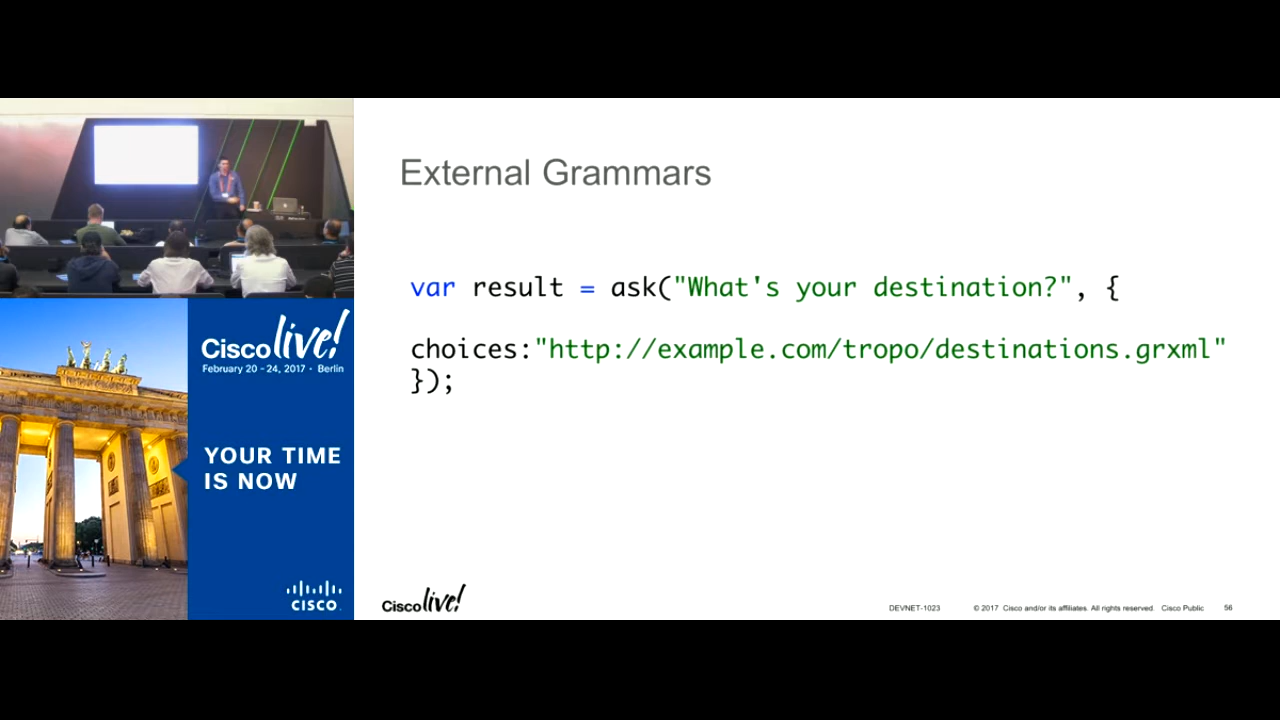 External Grammars
var result = ask("What's your destination?", {
choices:"http://example.com/tropo/destinations.grxml"
});
Cisco live!
February 20 - 24, 2017 • Berlin
YOUR TIME
IS NOW
CISCO
Cisco live!
DEVNET-1023 © 2017 Cisco and/or its affiliates. All rights reserved. Cisco Public 56